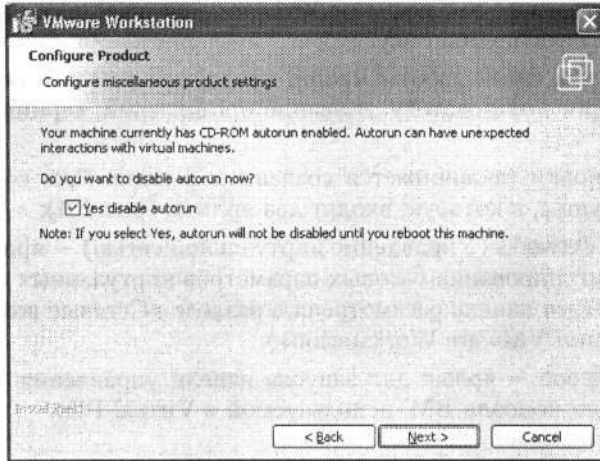 VMware Workstation
Configure Product
Configure miscellaneous product settings
Your machine currently has CD-ROM autorun enabled. Autorun can have unexpected
interactions with virtual machines.
Do you want to disable autorun now?
Yes disable autorun
Note: If you select Yes, autorun will not be disabled until you reboot this machine.
< Back
Next >
Cancel